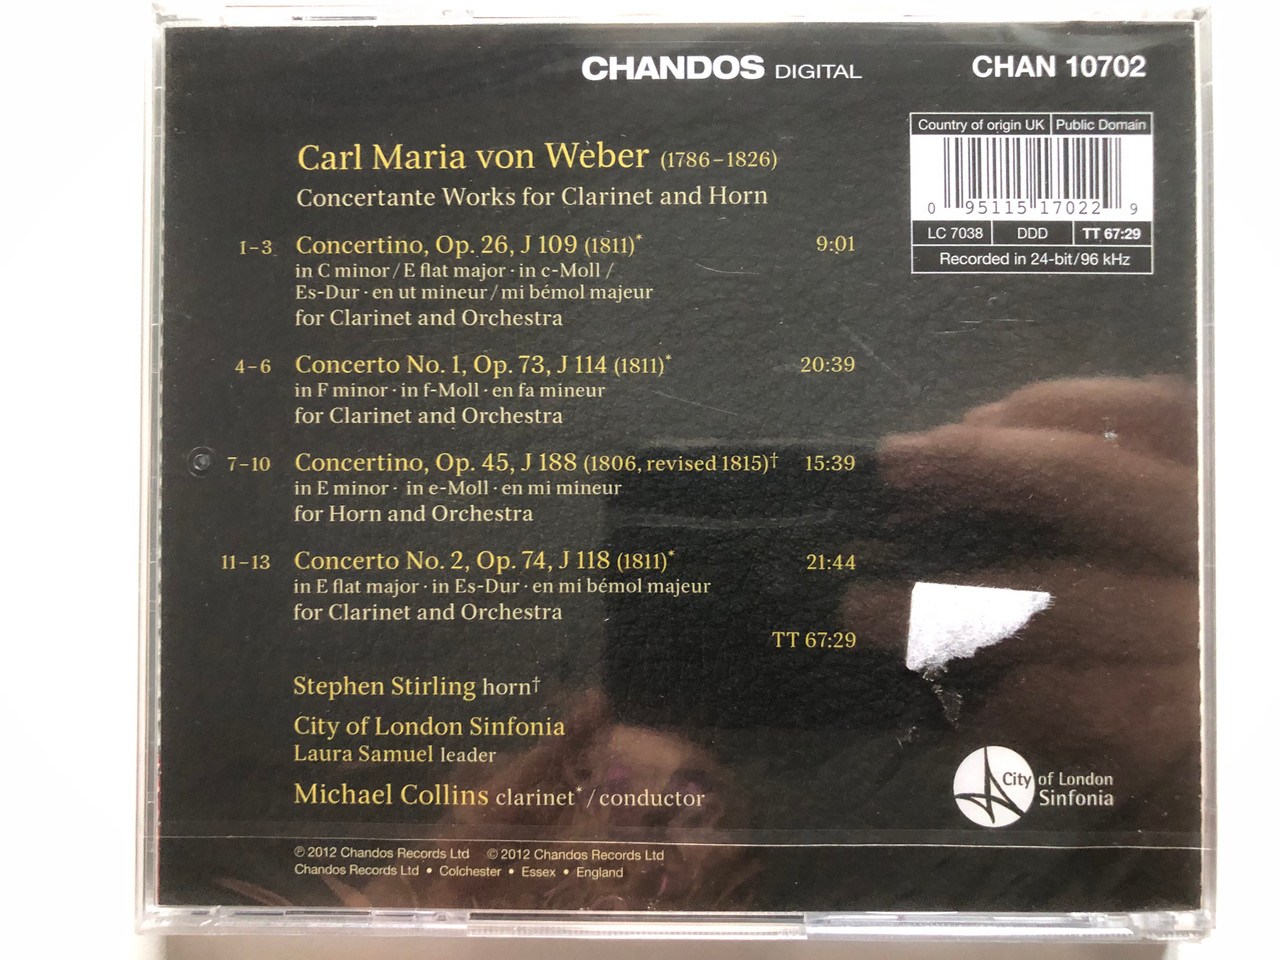 CHANDOS DIGITAL
CHAN 10702
Country of origin UK Public Domain
0 95115 17022 9
LC 7038 DDD TT 67:29
Recorded in 24-bit/96 kHz
Carl Maria von Weber (1786–1826)
Concertante Works for Clarinet and Horn
1–3 Concertino, Op. 26, J 109 (1811)* 9:01
in C minor / E flat major · in c-Moll /
Es-Dur · en ut mineur / mi bémol majeur
for Clarinet and Orchestra
4–6 Concerto No. 1, Op. 73, J 114 (1811)* 20:39
in F minor · in f-Moll · en fa mineur
for Clarinet and Orchestra
7–10 Concertino, Op. 45, J 188 (1806, revised 1815)† 15:39
in E minor · in e-Moll · en mi mineur
for Horn and Orchestra
11–13 Concerto No. 2, Op. 74, J 118 (1811)* 21:44
in E flat major · in Es-Dur · en mi bémol majeur
for Clarinet and Orchestra
TT 67:29
Stephen Stirling horn†
City of London Sinfonia
Laura Samuel leader
Michael Collins clarinet* / conductor
City of London
Sinfonia
℗ 2012 Chandos Records Ltd © 2012 Chandos Records Ltd
Chandos Records Ltd • Colchester • Essex • England